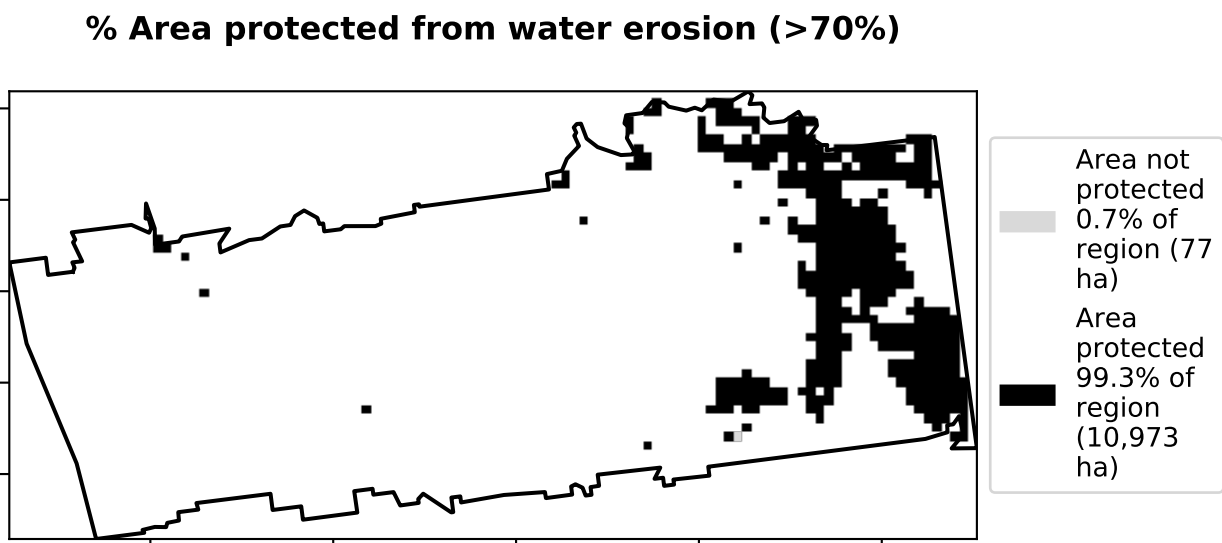 % Area protected from water erosion (>70%)
Area not
protected
0.7% of
region (77
ha)
Area
protected
99.3% of
region
(10,973
ha)